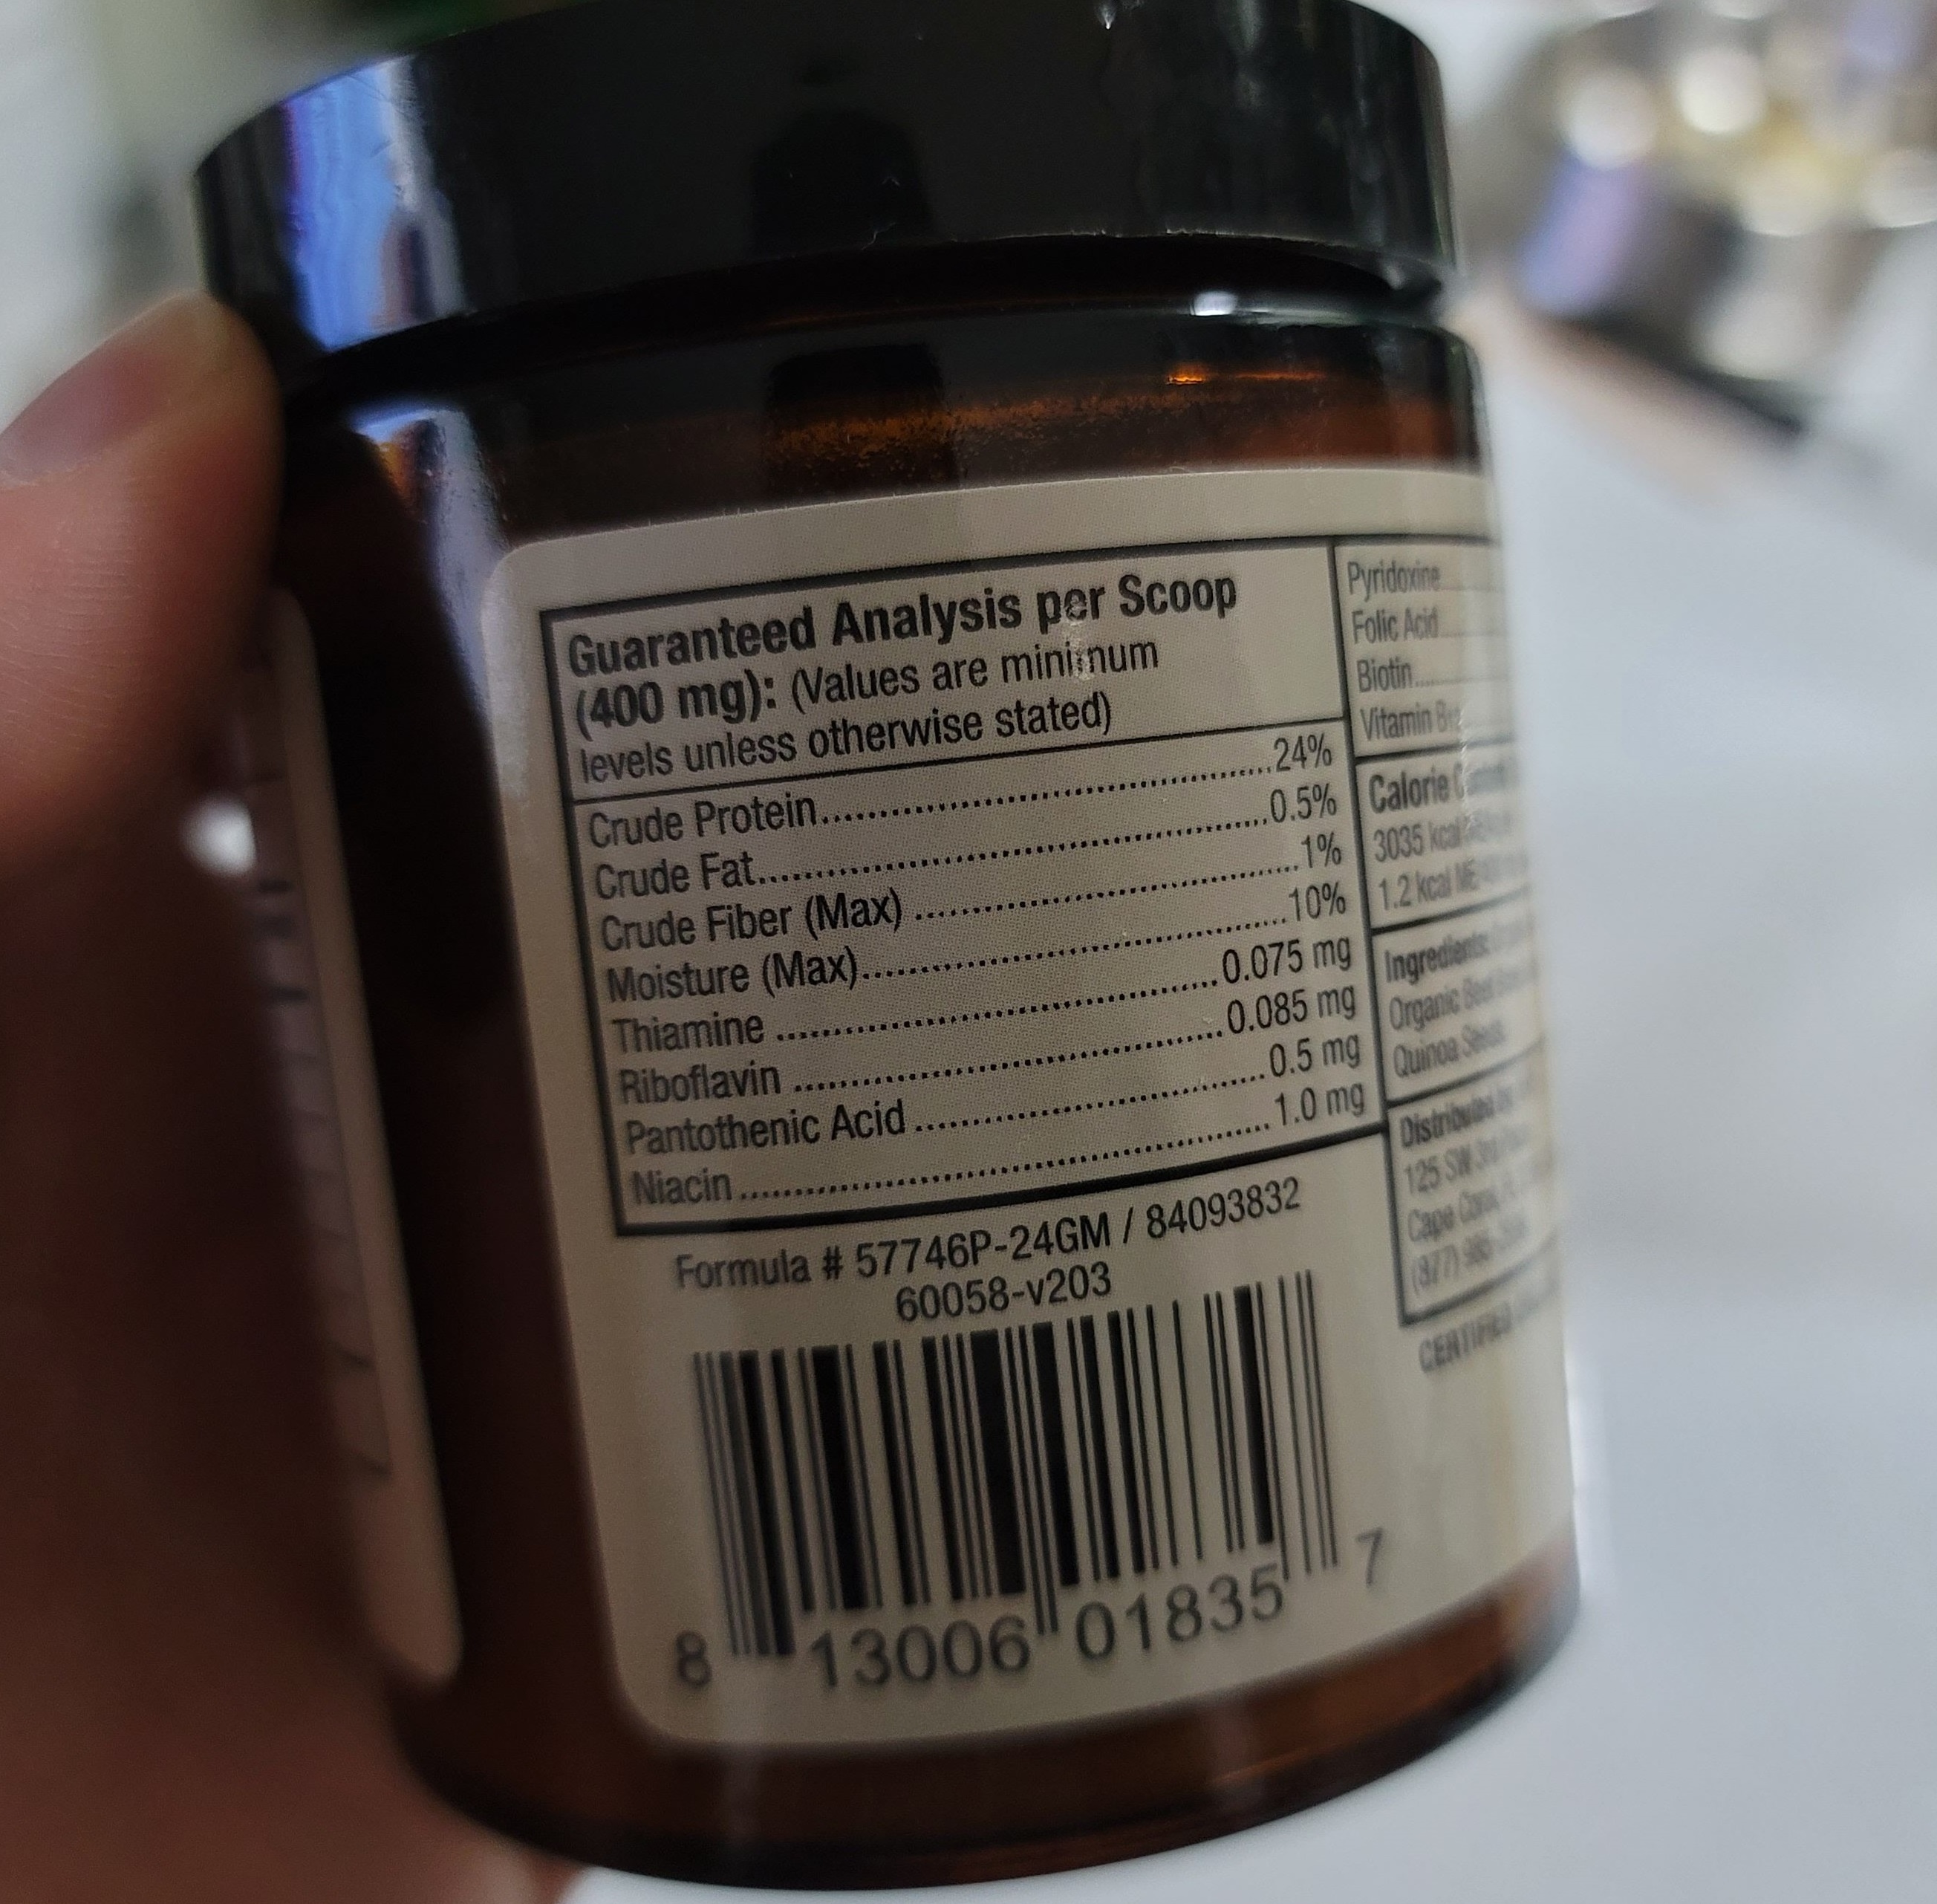 Guaranteed Analysis per Scoop
(400 mg): (Values are minimum
levels unless otherwise stated)
Crude Protein..........24%
Crude Fat..........0.5%
Crude Fiber (Max)..........1%
Moisture (Max)..........10%
Thiamine..........0.075 mg
Riboflavin..........0.085 mg
Pantothenic Acid..........0.5 mg
Niacin..........1.0 mg
Formula # 57746P-24GM / 84093832
60058-v203
8 13006 01835 7
Pyridoxine
Folic Acid
Biotin
Vitamin
Calorie
3035 kcal
1.2 kcal ME
Ingredients:
Organic
Quinoa
Distributed
125 SW
Cape
(877)
CERTIFIED